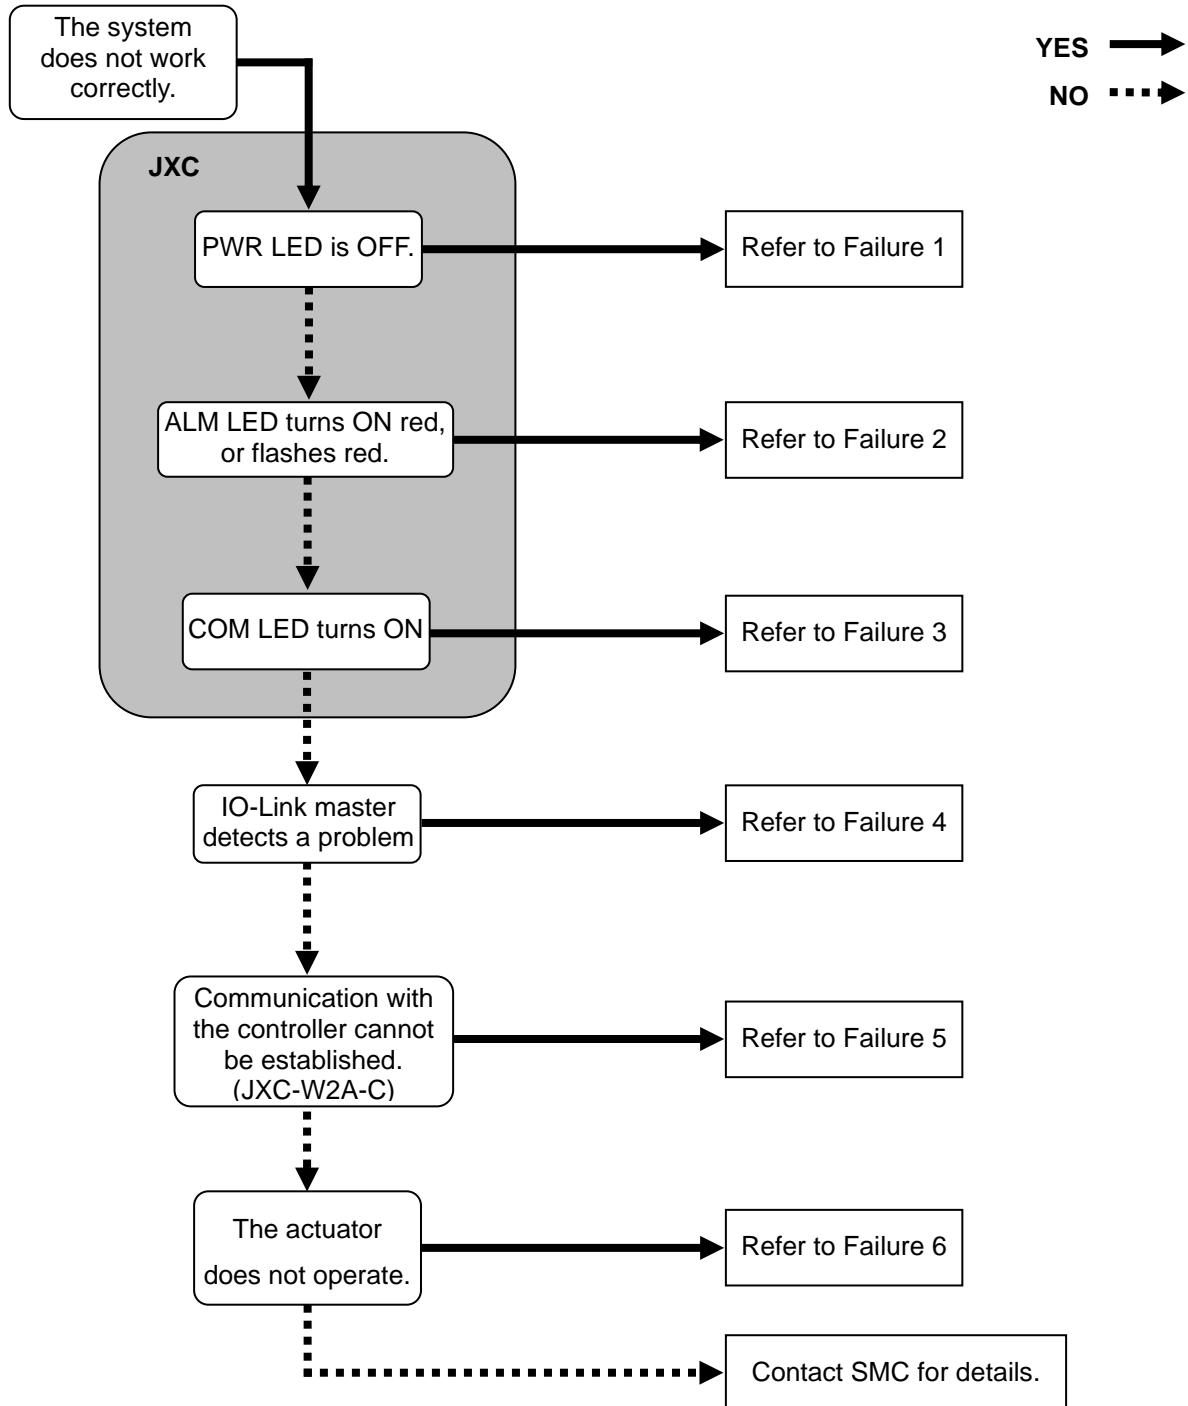 The system
does not work
correctly.
YES
NO
JXC
PWR LED is OFF.
Refer to Failure 1
ALM LED turns ON red,
or flashes red.
Refer to Failure 2
COM LED turns ON
Refer to Failure 3
IO-Link master
detects a problem
Refer to Failure 4
Communication with
the controller cannot
be established.
(JXC-W2A-C)
Refer to Failure 5
The actuator
does not operate.
Refer to Failure 6
Contact SMC for details.